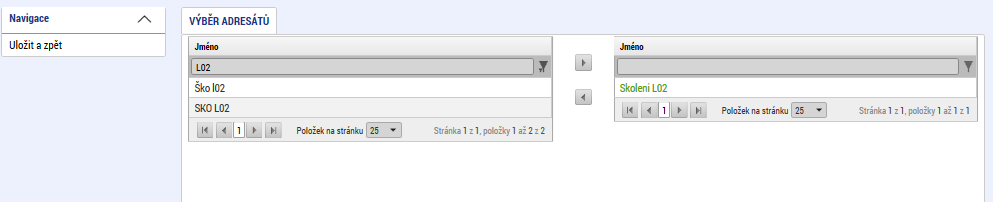 Navigace
Uložit a zpět
VÝBĚR ADRESÁTŮ
Jméno
L02
Ško l02
SKO L02
1 Položek na stránku 25 Stránka 1 z 1, položky 1 až 2 z 2
Jméno
Skoleni L02
1 Položek na stránku 25 Stránka 1 z 1, položky 1 až 1 z 1